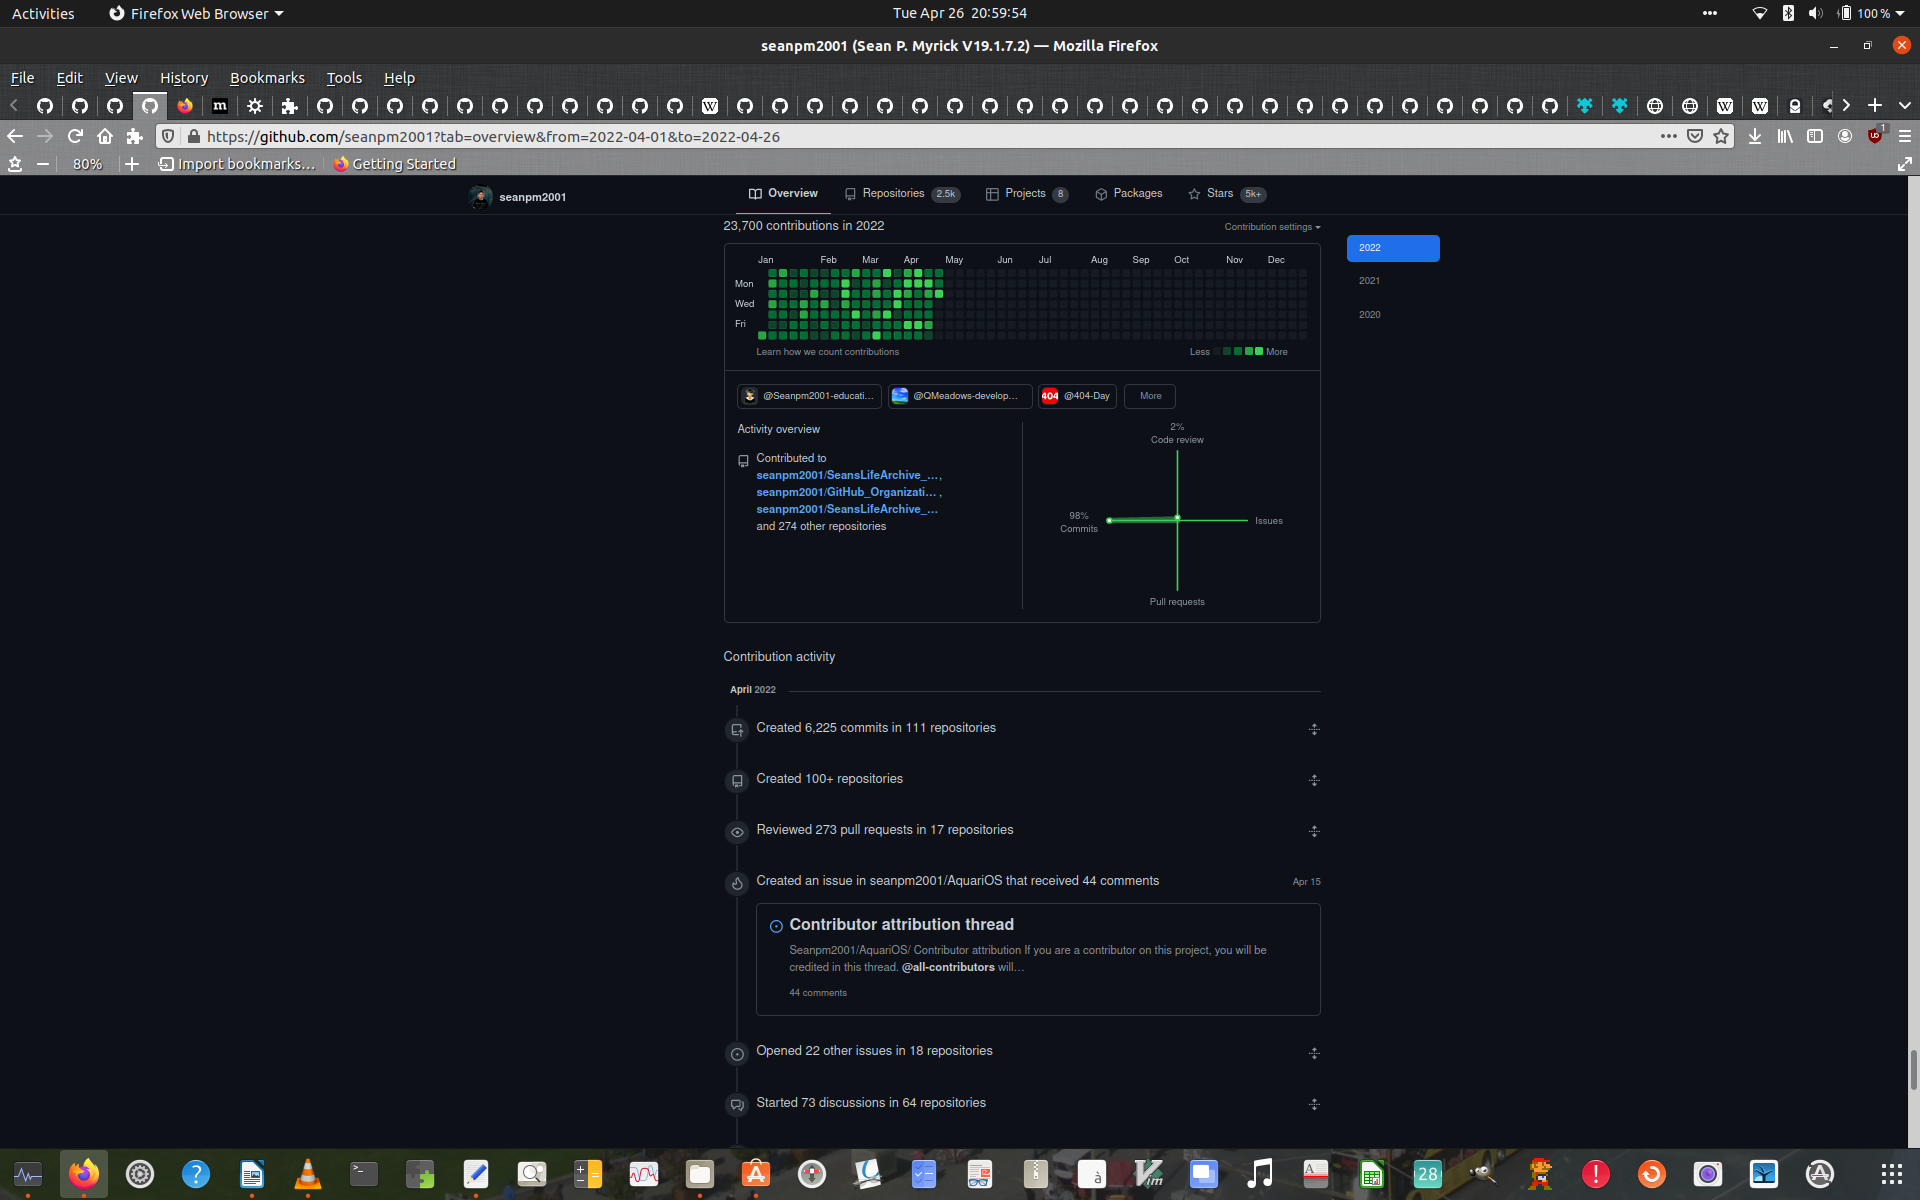 Activities
Firefox Web Browser
Tue Apr 26  20:59:54
100 %
seanpm2001 (Sean P. Myrick V19.1.7.2) — Mozilla Firefox
File Edit View History Bookmarks Tools Help
https://github.com/seanpm2001?tab=overview&from=2022-04-01&to=2022-04-26
1
80%
Import bookmarks...
Getting Started
seanpm2001
Overview
Repositories 2.5k
Projects 8
Packages
Stars 5k+
23,700 contributions in 2022
Contribution settings
2022
2021
2020
Jan Feb Mar Apr May Jun Jul Aug Sep Oct Nov Dec
Mon
Wed
Fri
Learn how we count contributions
Less
More
@Seanpm2001-educati...
@QMeadows-develop...
404 @404-Day
More
Activity overview
Contributed to
seanpm2001/SeansLifeArchive_...,
seanpm2001/GitHub_Organizati... ,
seanpm2001/SeansLifeArchive_...
and 274 other repositories
2%
Code review
98%
Commits
Issues
Pull requests
Contribution activity
April 2022
Created 6,225 commits in 111 repositories
Created 100+ repositories
Reviewed 273 pull requests in 17 repositories
Created an issue in seanpm2001/AquariOS that received 44 comments
Apr 15
Contributor attribution thread
Seanpm2001/AquariOS/ Contributor attribution If you are a contributor on this project, you will be
credited in this thread. @all-contributors will...
44 comments
Opened 22 other issues in 18 repositories
Started 73 discussions in 64 repositories
28